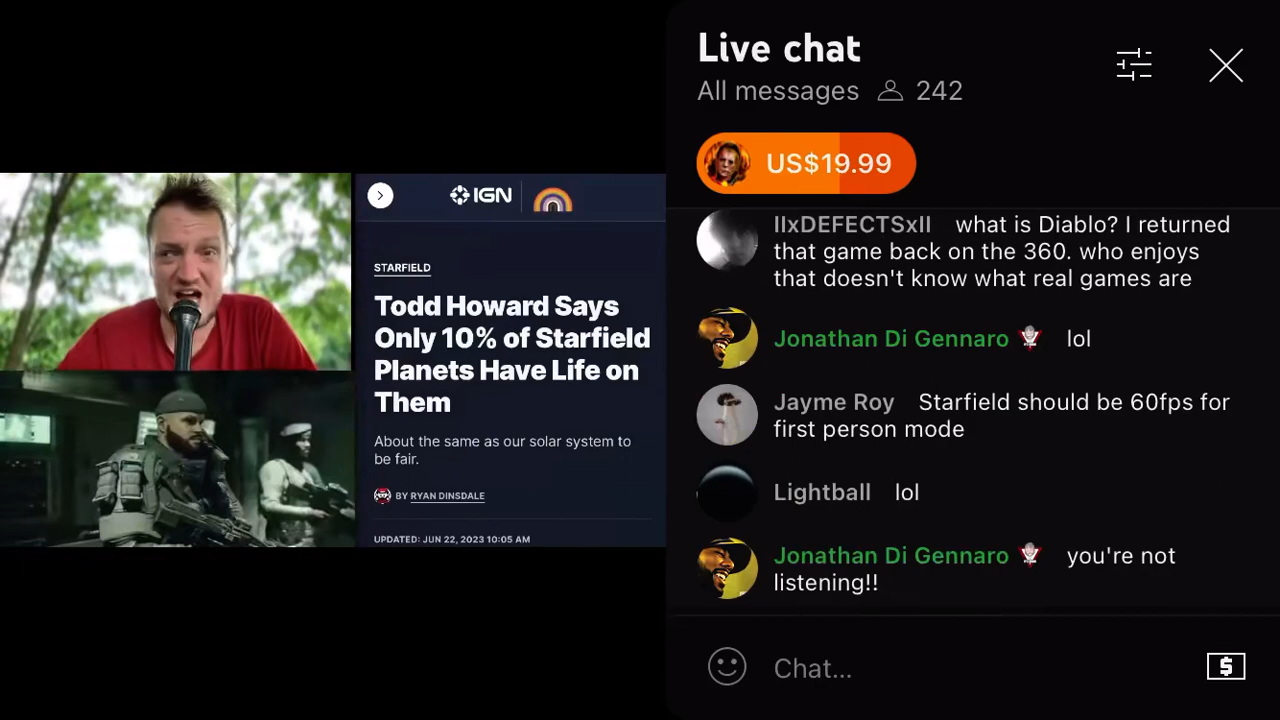 IGN
STARFIELD
Todd Howard Says
Only 10% of Starfield
Planets Have Life on
Them
About the same as our solar system to
be fair.
BY RYAN DINSDALE
UPDATED: JUN 22, 2023 10:05 AM
Live chat
All messages 242
US$19.99
IIxDEFECTSxII what is Diablo? I returned
that game back on the 360. who enjoys
that doesn't know what real games are
Jonathan Di Gennaro lol
Jayme Roy Starfield should be 60fps for
first person mode
Lightball lol
Jonathan Di Gennaro you're not
listening!!
Chat...
$